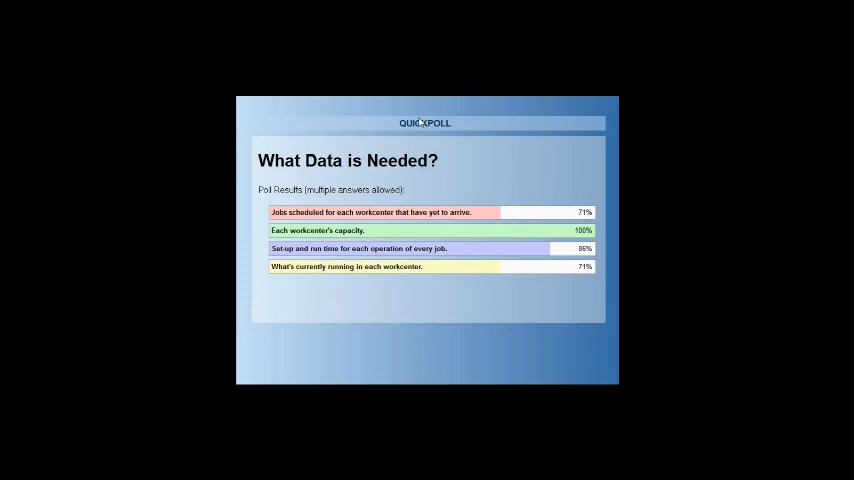 QUICKPOLL
What Data is Needed?
Poll Results (multiple answers allowed):
Jobs scheduled for each workcenter that have yet to arrive. 71%
Each workcenter's capacity. 100%
Set-up and run time for each operation of every job. 86%
What's currently running in each workcenter. 71%